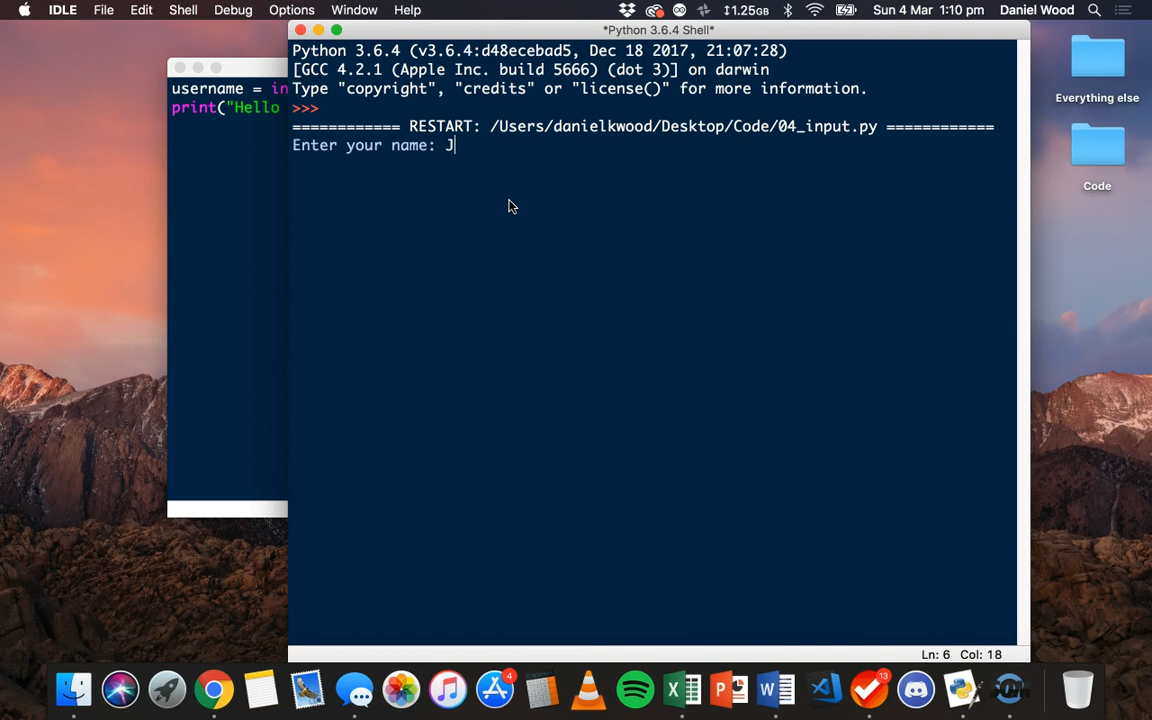 IDLE File Edit Shell Debug Options Window Help 1.25GB Sun 4 Mar 1:10 pm Daniel Wood
*Python 3.6.4 Shell*
Python 3.6.4 (v3.6.4:d48ecebad5, Dec 18 2017, 21:07:28)
[GCC 4.2.1 (Apple Inc. build 5666) (dot 3)] on darwin
Type "copyright", "credits" or "license()" for more information.
>>>
============ RESTART: /Users/danielkwood/Desktop/Code/04_input.py ============
Enter your name: J
Ln: 6 Col: 18
username = in
print("Hello
Everything else
Code
4
13